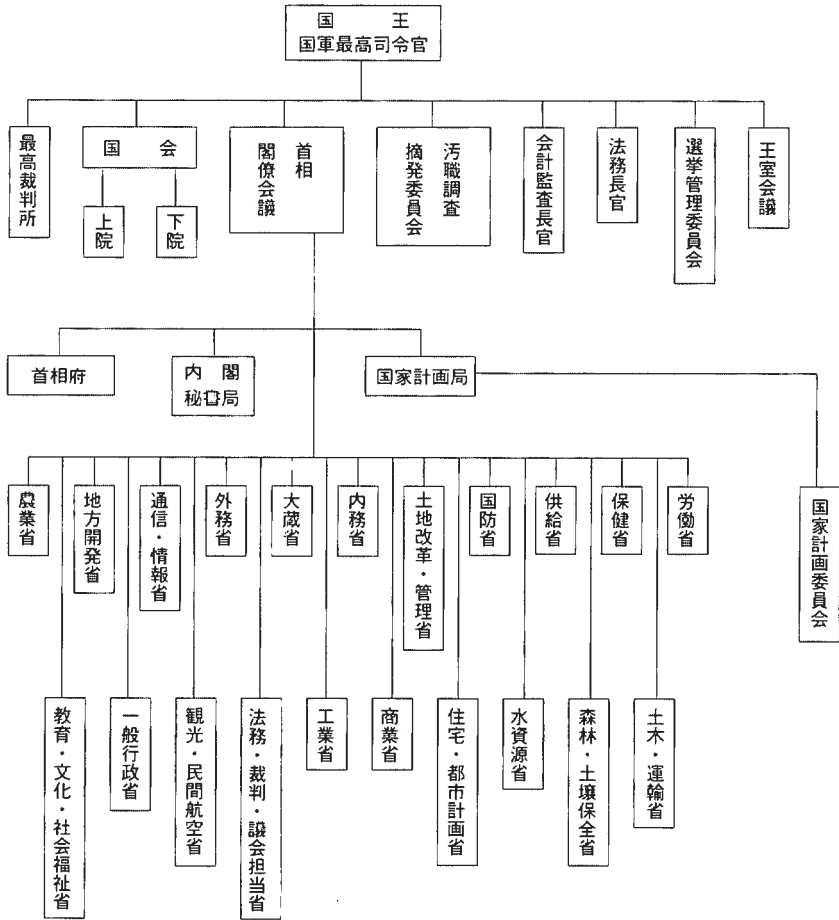 国王
国軍最高司令官
最高裁判所
国会
上院
下院
首相
閣僚会議
汚職調査
摘発委員会
会計監査長官
法務長官
選挙管理委員会
王室会議
首相府
内閣
秘書局
国家計画局
農業省
地方開発省
通信・情報省
外務省
大蔵省
内務省
土地改革・管理省
国防省
供給省
保健省
労働省
国家計画委員会
教育・文化・社会福祉省
一般行政省
観光・民間航空省
法務・裁判・議会担当省
工業省
商業省
住宅・都市計画省
水資源省
森林・土壌保全省
土木・運輸省